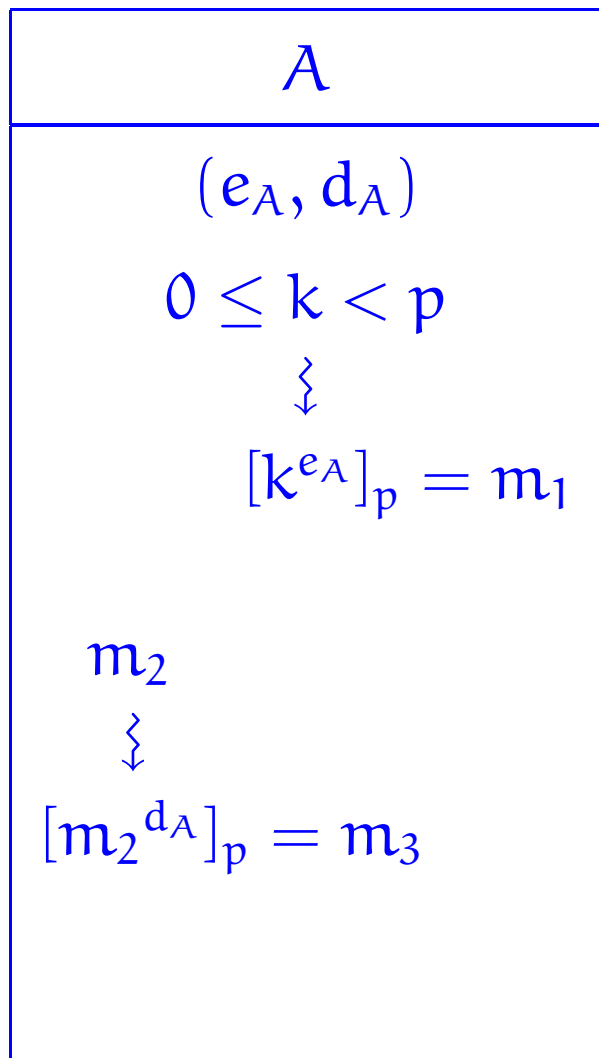 A
(e_A, d_A)
0 ≤ k < p
[k^{e_A}]_p = m_1
m_2
[m_2^{d_A}]_p = m_3